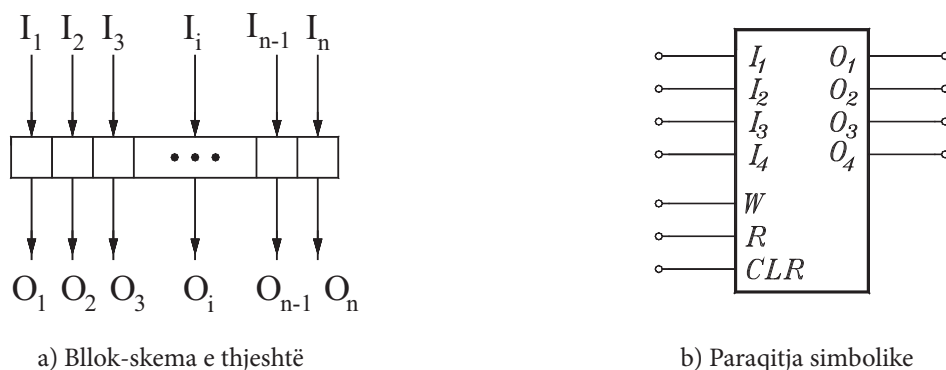 I1 I2 I3 Ii In-1 In
O1 O2 O3 Oi On-1 On
a) Bllok-skema e thjeshtë
I1 O1
I2 O2
I3 O3
I4 O4
W
R
CLR
b) Paraqitja simbolike